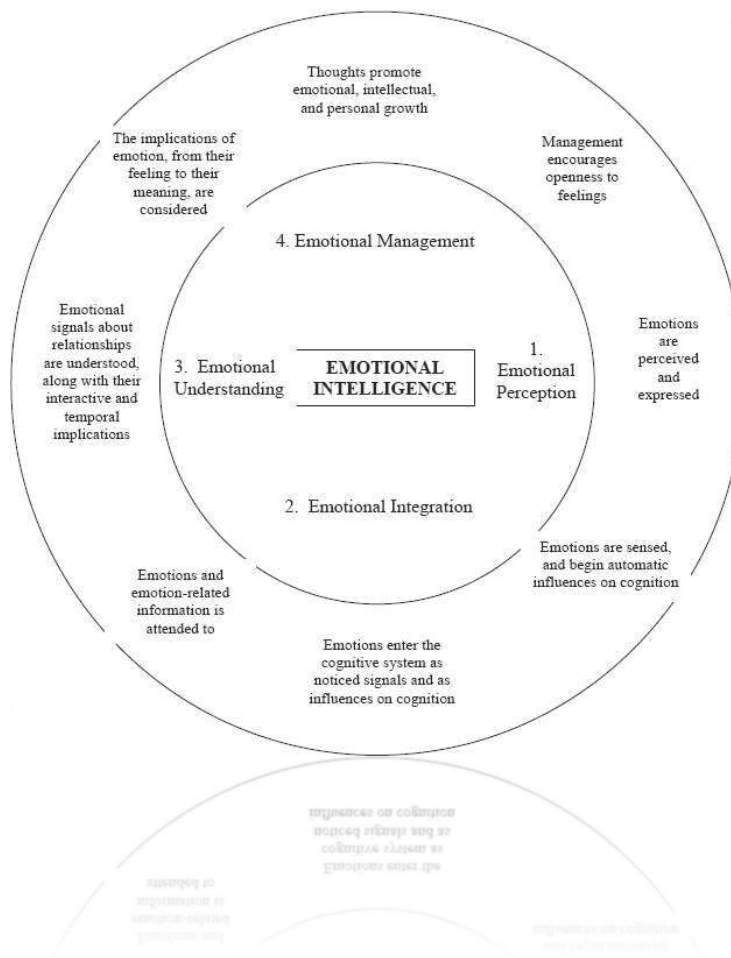 Thoughts promote
emotional, intellectual,
and personal growth
The implications of
emotion, from their
feeling to their
meaning, are
considered
Management
encourages
openness to
feelings
4. Emotional Management
Emotional
signals about
relationships
are understood,
along with their
interactive and
temporal
implications
3. Emotional
Understanding
EMOTIONAL
INTELLIGENCE
1.
Emotional
Perception
Emotions
are
perceived
and
expressed
2. Emotional Integration
Emotions are sensed,
and begin automatic
influences on cognition
Emotions and
emotion-related
information is
attended to
Emotions enter the
cognitive system as
noticed signals and as
influences on cognition